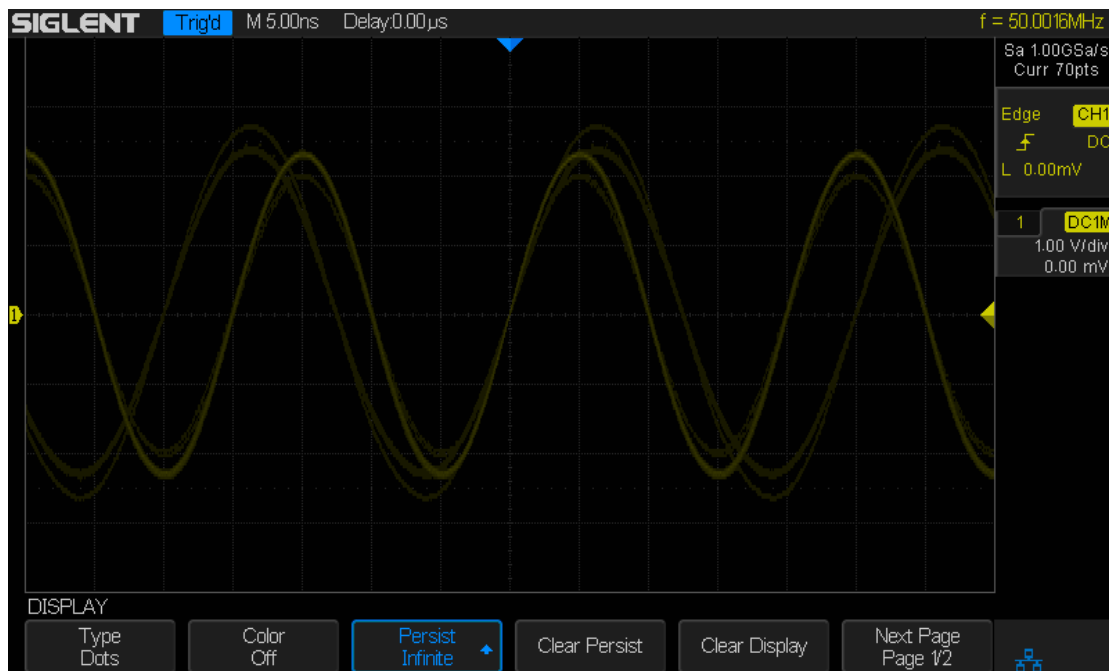 SIGLENT Trig'd M 5.00ns Delay:0.00µs f = 50.0016MHz
Sa 1.00GSa/s
Curr 70pts
Edge CH1
DC
L 0.00mV
1 DC1M
1.00 V/div
0.00 mV
1
DISPLAY
Type
Dots
Color
Off
Persist
Infinite
Clear Persist
Clear Display
Next Page
Page 1/2